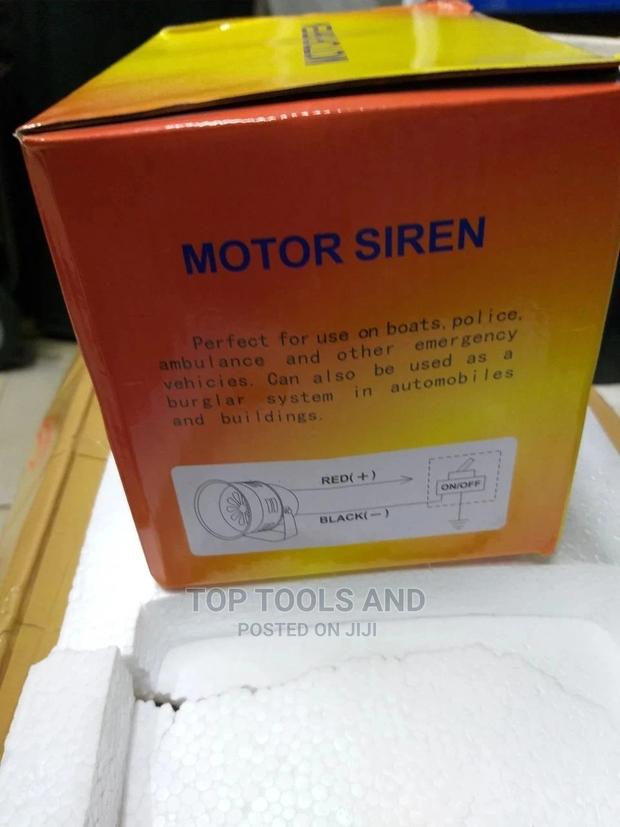 MOTOR SIREN
Perfect for use on boats, police,
ambulance and other emergency
vehicies. Can also be used as a
burglar system in automobiles
and buildings.
RED(+)
ON/OFF
BLACK(-)
TOP TOOLS AND
POSTED ON JIJI